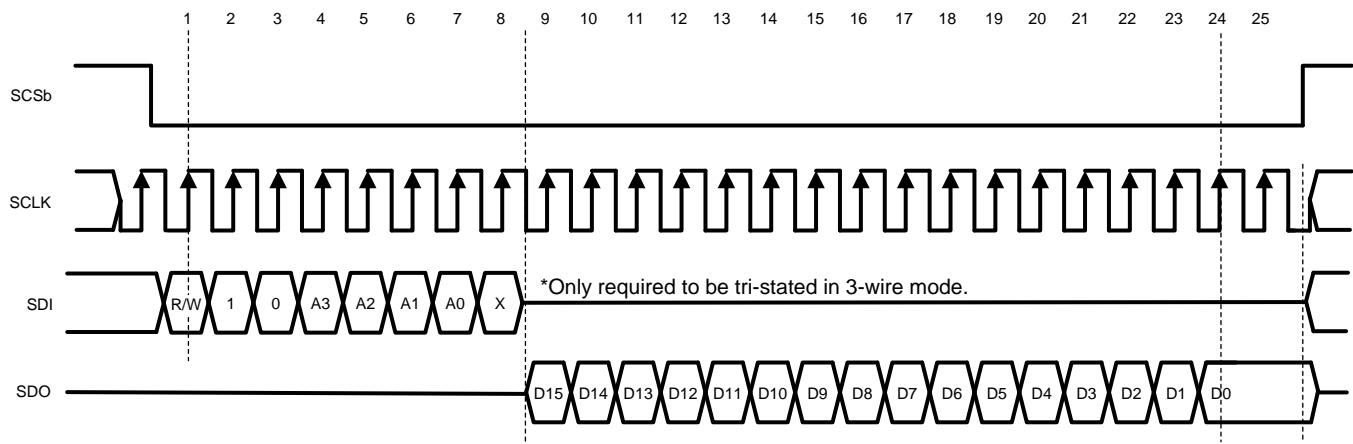 1 2 3 4 5 6 7 8 9 10 11 12 13 14 15 16 17 18 19 20 21 22 23 24 25
SCSb
SCLK
SDI R/W 1 0 A3 A2 A1 A0 X *Only required to be tri-stated in 3-wire mode.
SDO D15 D14 D13 D12 D11 D10 D9 D8 D7 D6 D5 D4 D3 D2 D1 D0